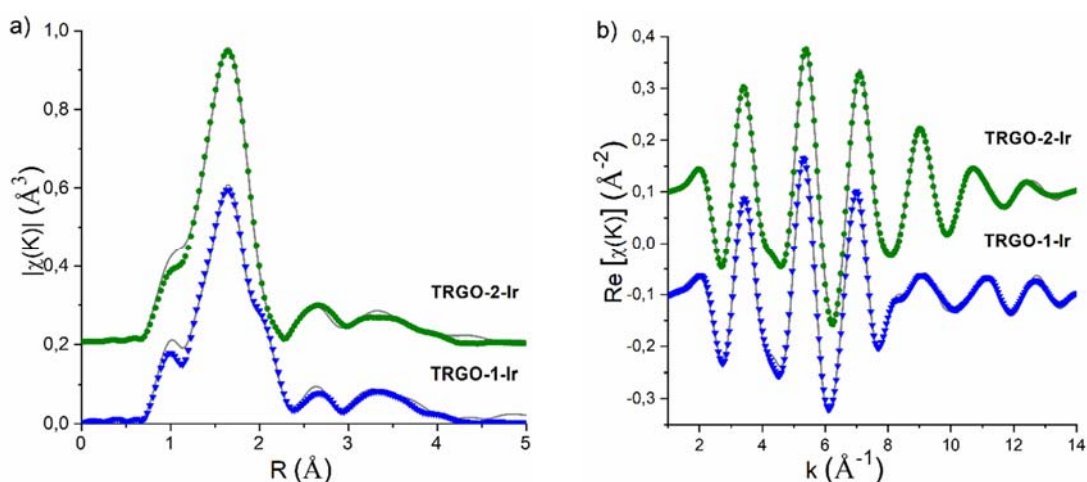 a)
|χ(K)| (Å³)
1,0
0,8
0,6
0,4
0,2
0,0
TRGO-2-Ir
TRGO-1-Ir
0 1 2 3 4 5
R (Å)
b)
Re [χ(K)] (Å⁻²)
0,4
0,3
0,2
0,1
0,0
-0,1
-0,2
-0,3
TRGO-2-Ir
TRGO-1-Ir
2 4 6 8 10 12 14
k (Å⁻¹)